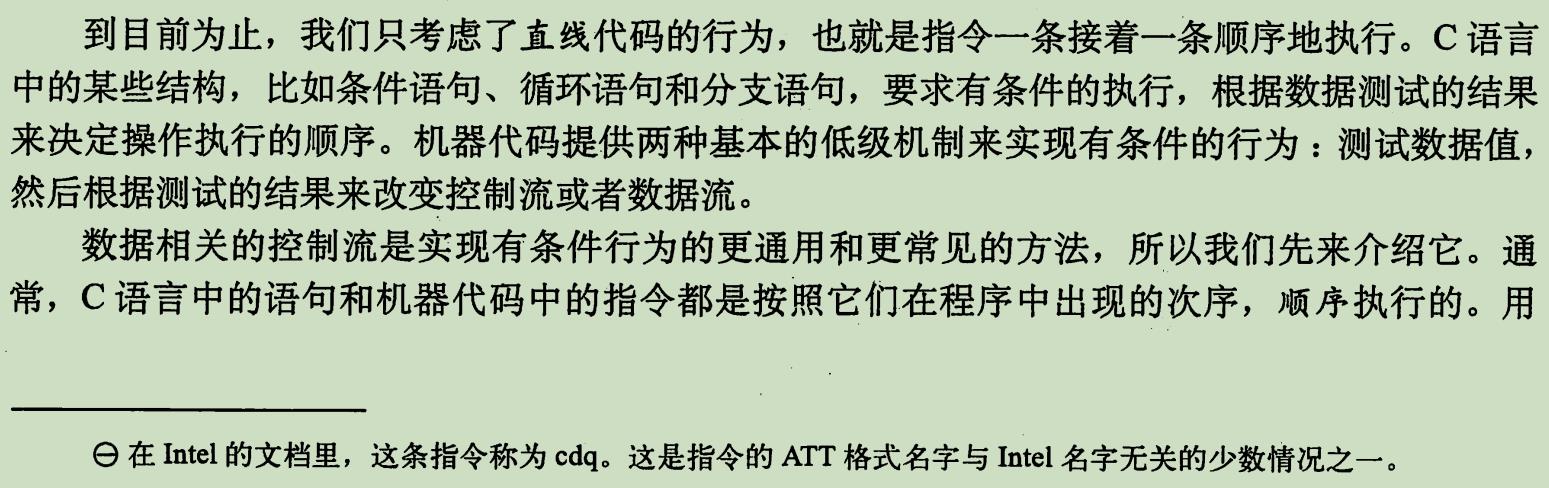 到目前为止，我们只考虑了直线代码的行为，也就是指令一条接着一条顺序地执行。C 语言
中的某些结构，比如条件语句、循环语句和分支语句，要求有条件的执行，根据数据测试的结果
来决定操作执行的顺序。机器代码提供两种基本的低级机制来实现有条件的行为：测试数据值，
然后根据测试的结果来改变控制流或者数据流。
数据相关的控制流是实现有条件行为的更通用和更常见的方法，所以我们先来介绍它。通
常，C 语言中的语句和机器代码中的指令都是按照它们在程序中出现的次序，顺序执行的。用
㊀ 在 Intel 的文档里，这条指令称为 cdq。这是指令的 ATT 格式名字与 Intel 名字无关的少数情况之一。